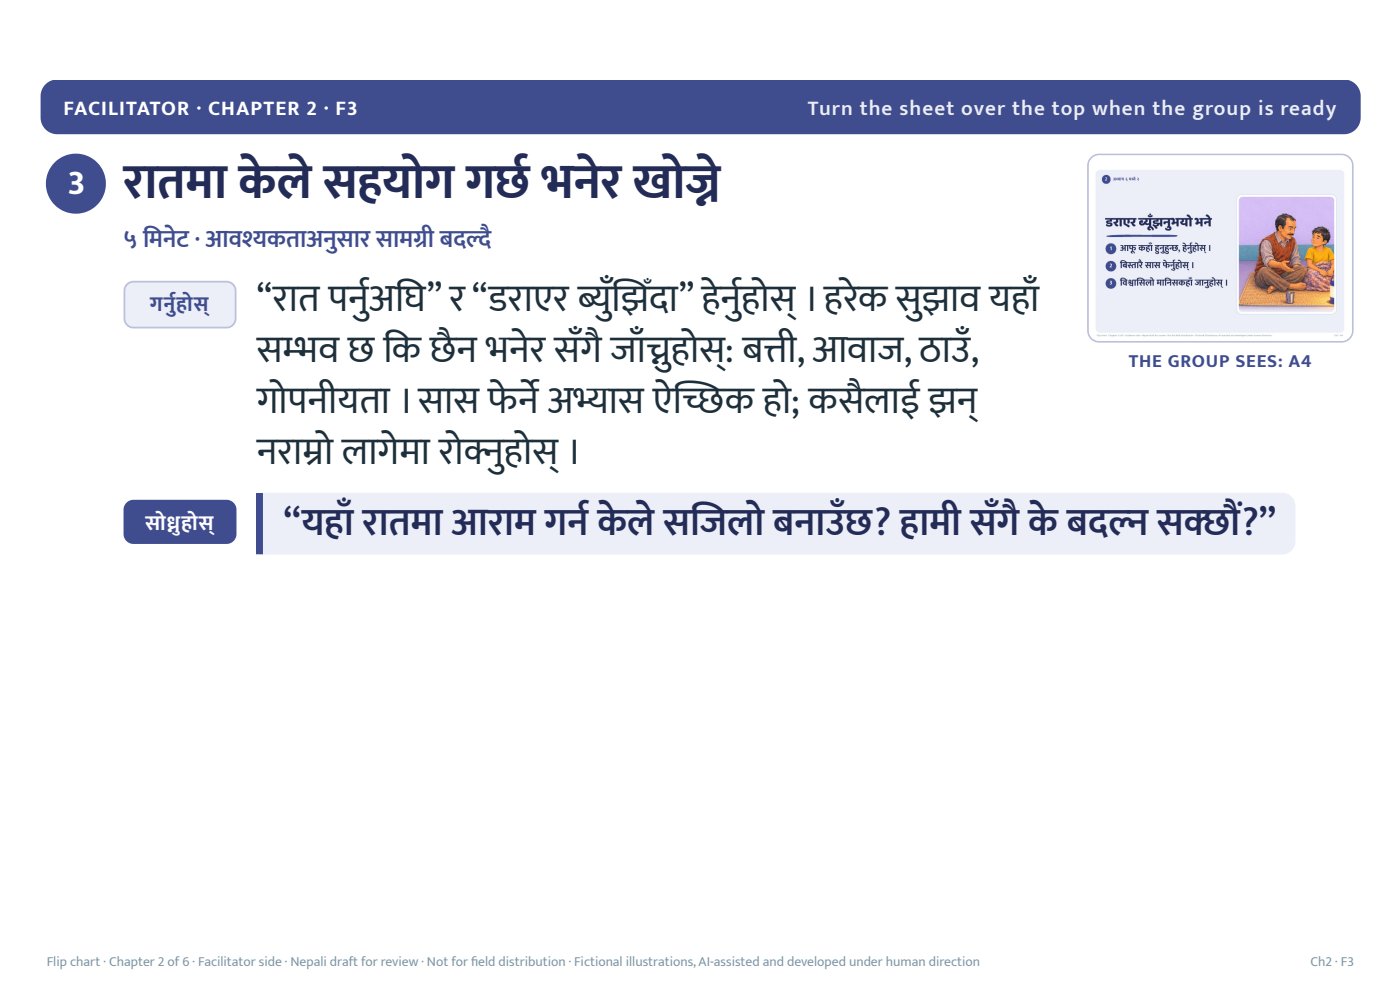 FACILITATOR · CHAPTER 2 · F3
Turn the sheet over the top when the group is ready
3
रातमा केले सहयोग गर्छ भनेर खोज्ने
५ मिनेट · आवश्यकताअनुसार सामग्री बदल्दै
गर्नुहोस्
“रात पर्नुअघि” र “डराएर ब्युँझिँदा” हेर्नुहोस् । हरेक सुझाव यहाँ
सम्भव छ कि छैन भनेर सँगै जाँच्नुहोस्: बत्ती, आवाज, ठाउँ,
गोपनीयता । सास फेर्ने अभ्यास ऐच्छिक हो; कसैलाई झन्
नराम्रो लागेमा रोक्नुहोस् ।
सोध्नुहोस्
“यहाँ रातमा आराम गर्न केले सजिलो बनाउँछ? हामी सँगै के बदल्न सक्छौं?”
डराएर ब्यूँझनुभयो भने
1 आफू कहाँ हुनुहुन्छ, हेर्नुहोस् ।
2 बिस्तारै सास फेर्नुहोस् ।
3 विश्वासिलो मानिसकहाँ जानुहोस् ।
THE GROUP SEES: A4
Flip chart · Chapter 2 of 6 · Facilitator side · Nepali draft for review · Not for field distribution · Fictional illustrations, AI-assisted and developed under human direction
Ch2 · F3